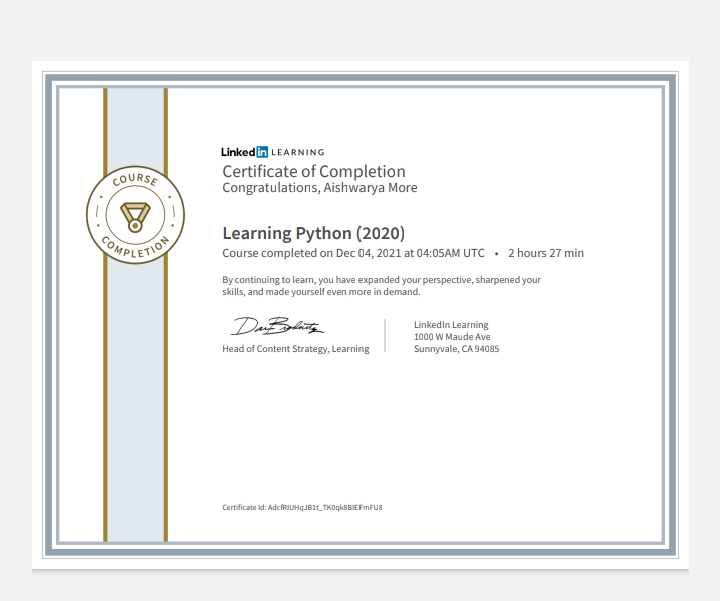 COURSE
COMPLETION
Linked in LEARNING
Certificate of Completion
Congratulations, Aishwarya More
Learning Python (2020)
Course completed on Dec 04, 2021 at 04:05AM UTC • 2 hours 27 min
By continuing to learn, you have expanded your perspective, sharpened your
skills, and made yourself even more in demand.
Head of Content Strategy, Learning
LinkedIn Learning
1000 W Maude Ave
Sunnyvale, CA 94085
Certificate Id: